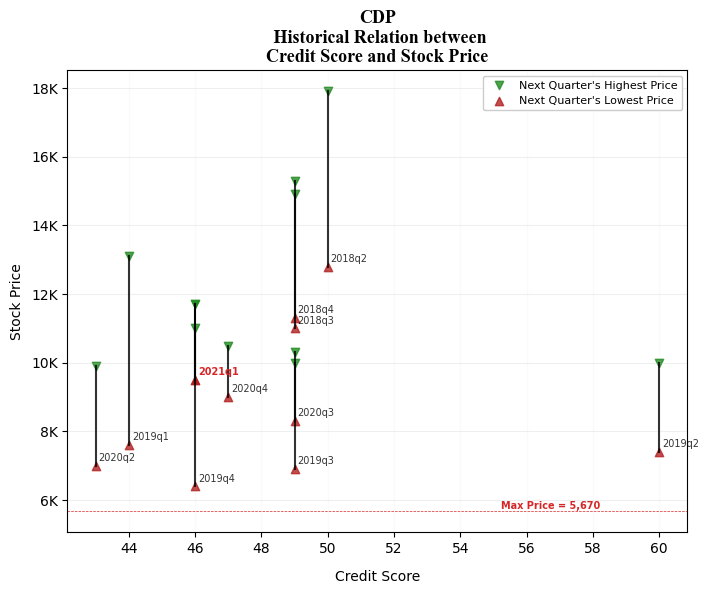 CDP
Historical Relation between
Credit Score and Stock Price
Next Quarter's Highest Price
Next Quarter's Lowest Price
Stock Price
18K
16K
14K
12K
10K
8K
6K
2018q2
2018q4
2018q3
2021q1
2020q4
2020q3
2019q1
2020q2
2019q4
2019q3
2019q2
Max Price = 5,670
44 46 48 50 52 54 56 58 60
Credit Score